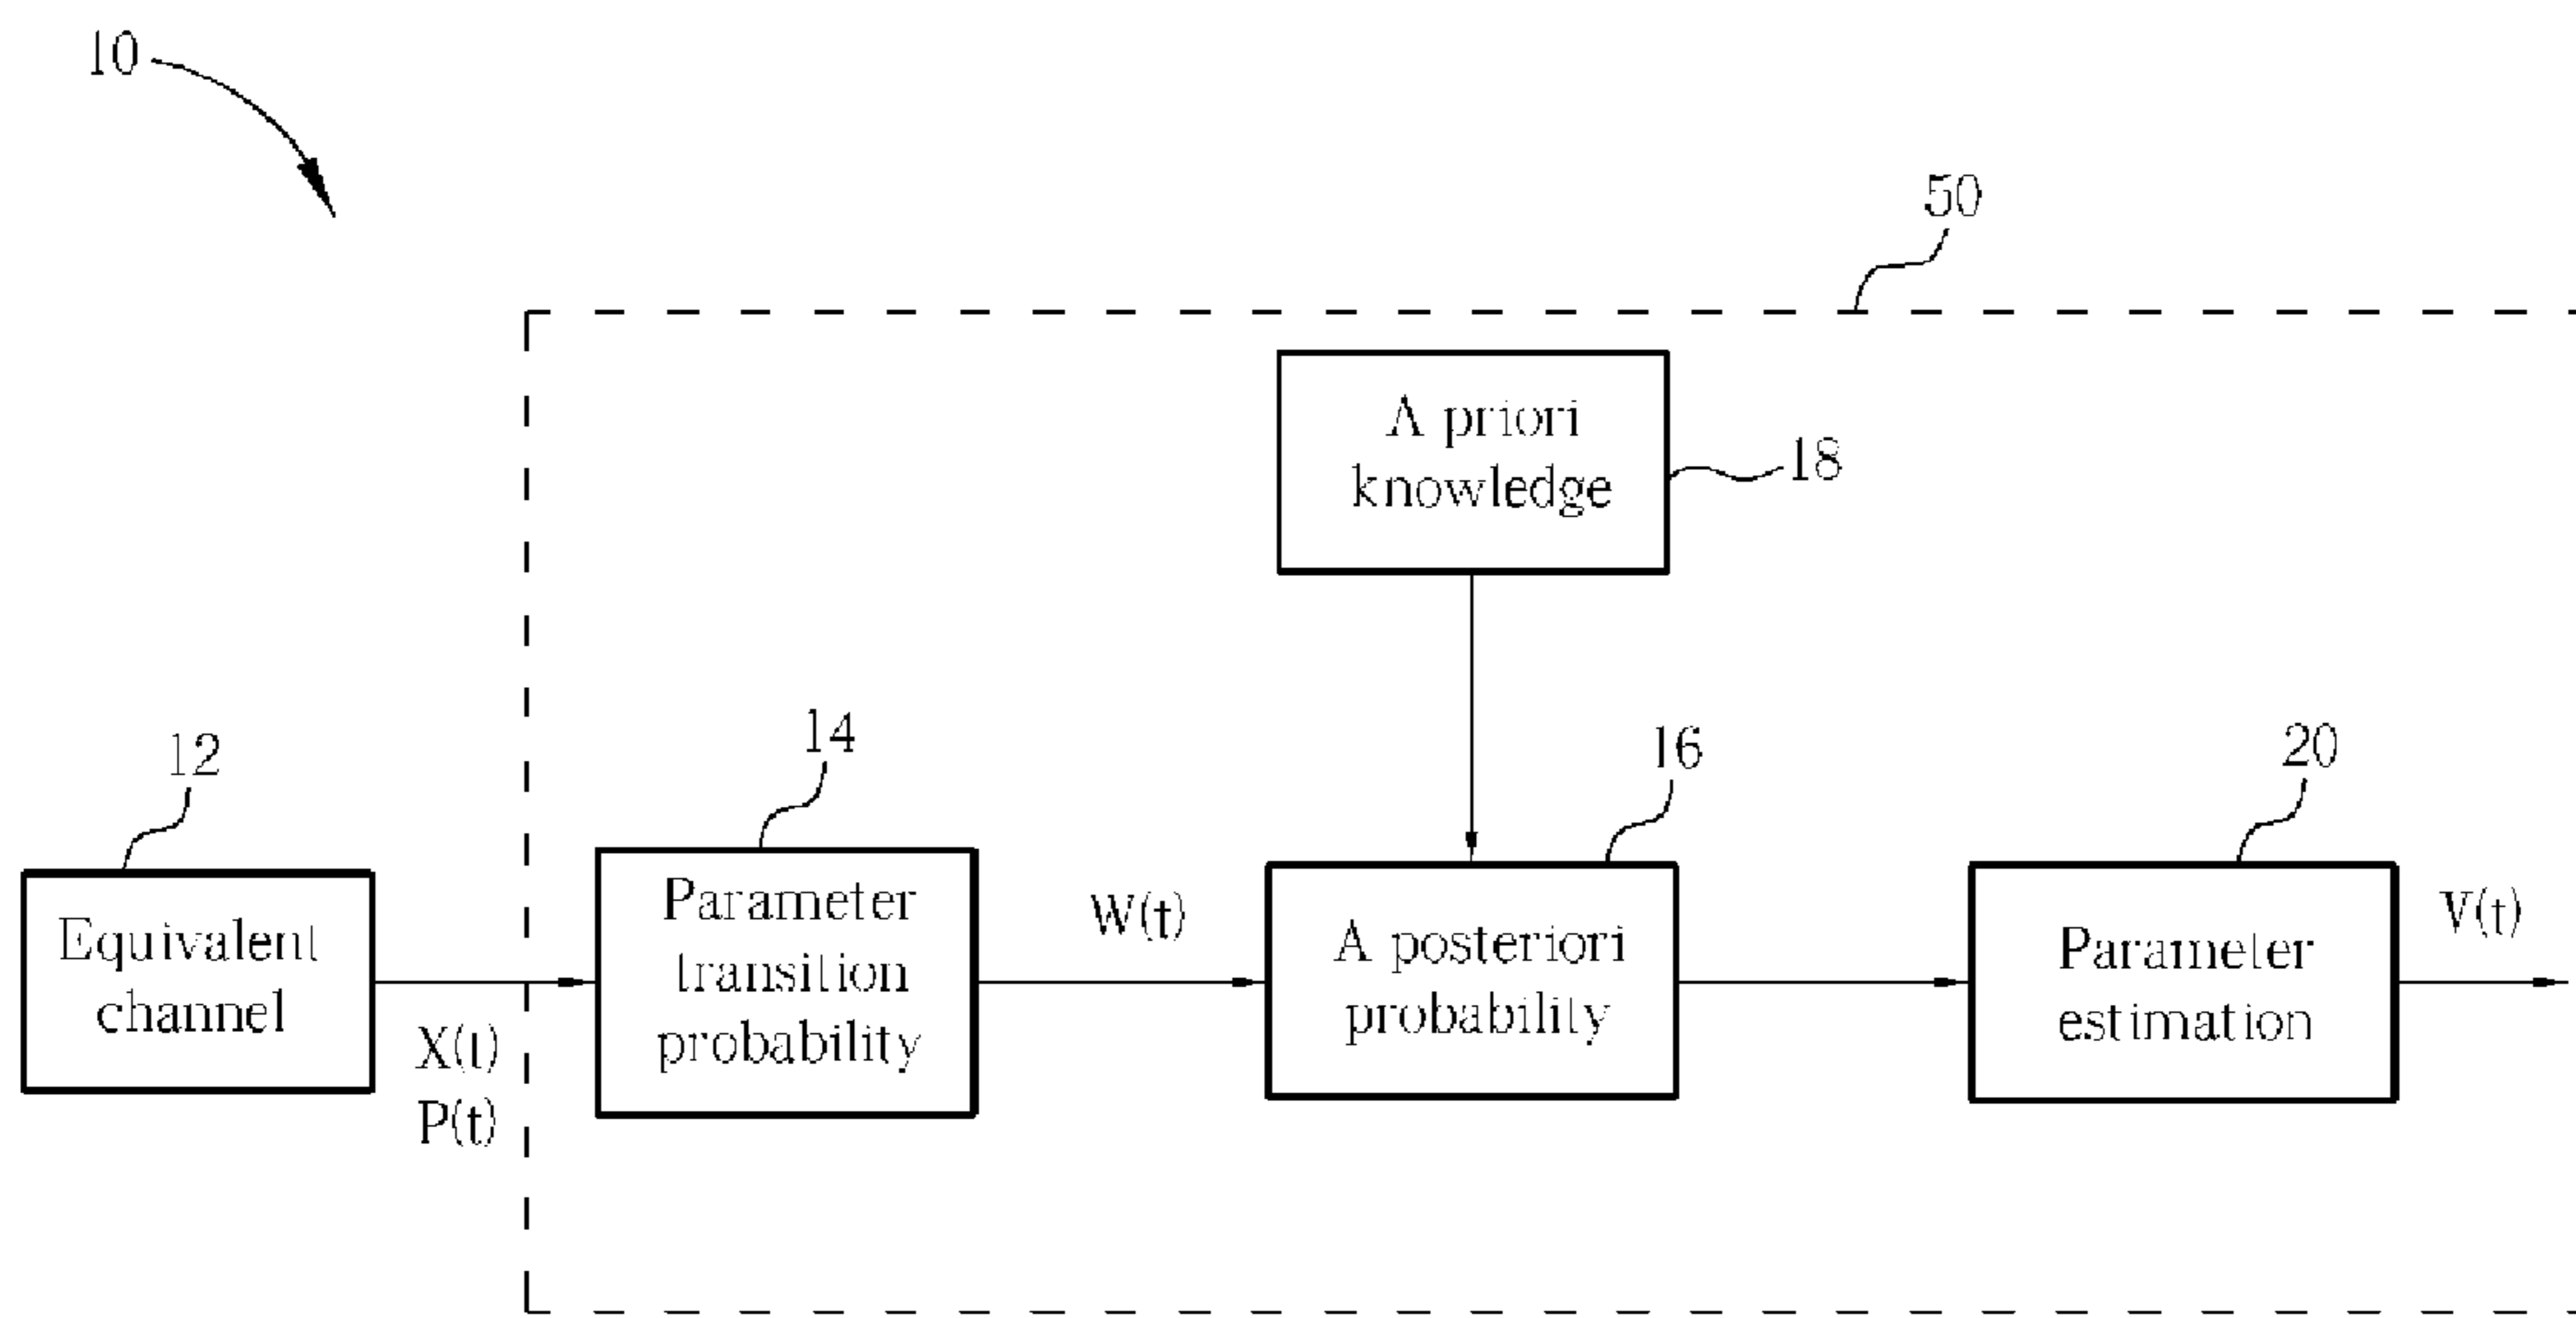 10
50
A priori
knowledge
18
12
14
16
20
Equivalent
channel
X(t)
P(t)
Parameter
transition
probability
W(t)
A posteriori
probability
Parameter
estimation
V(t)